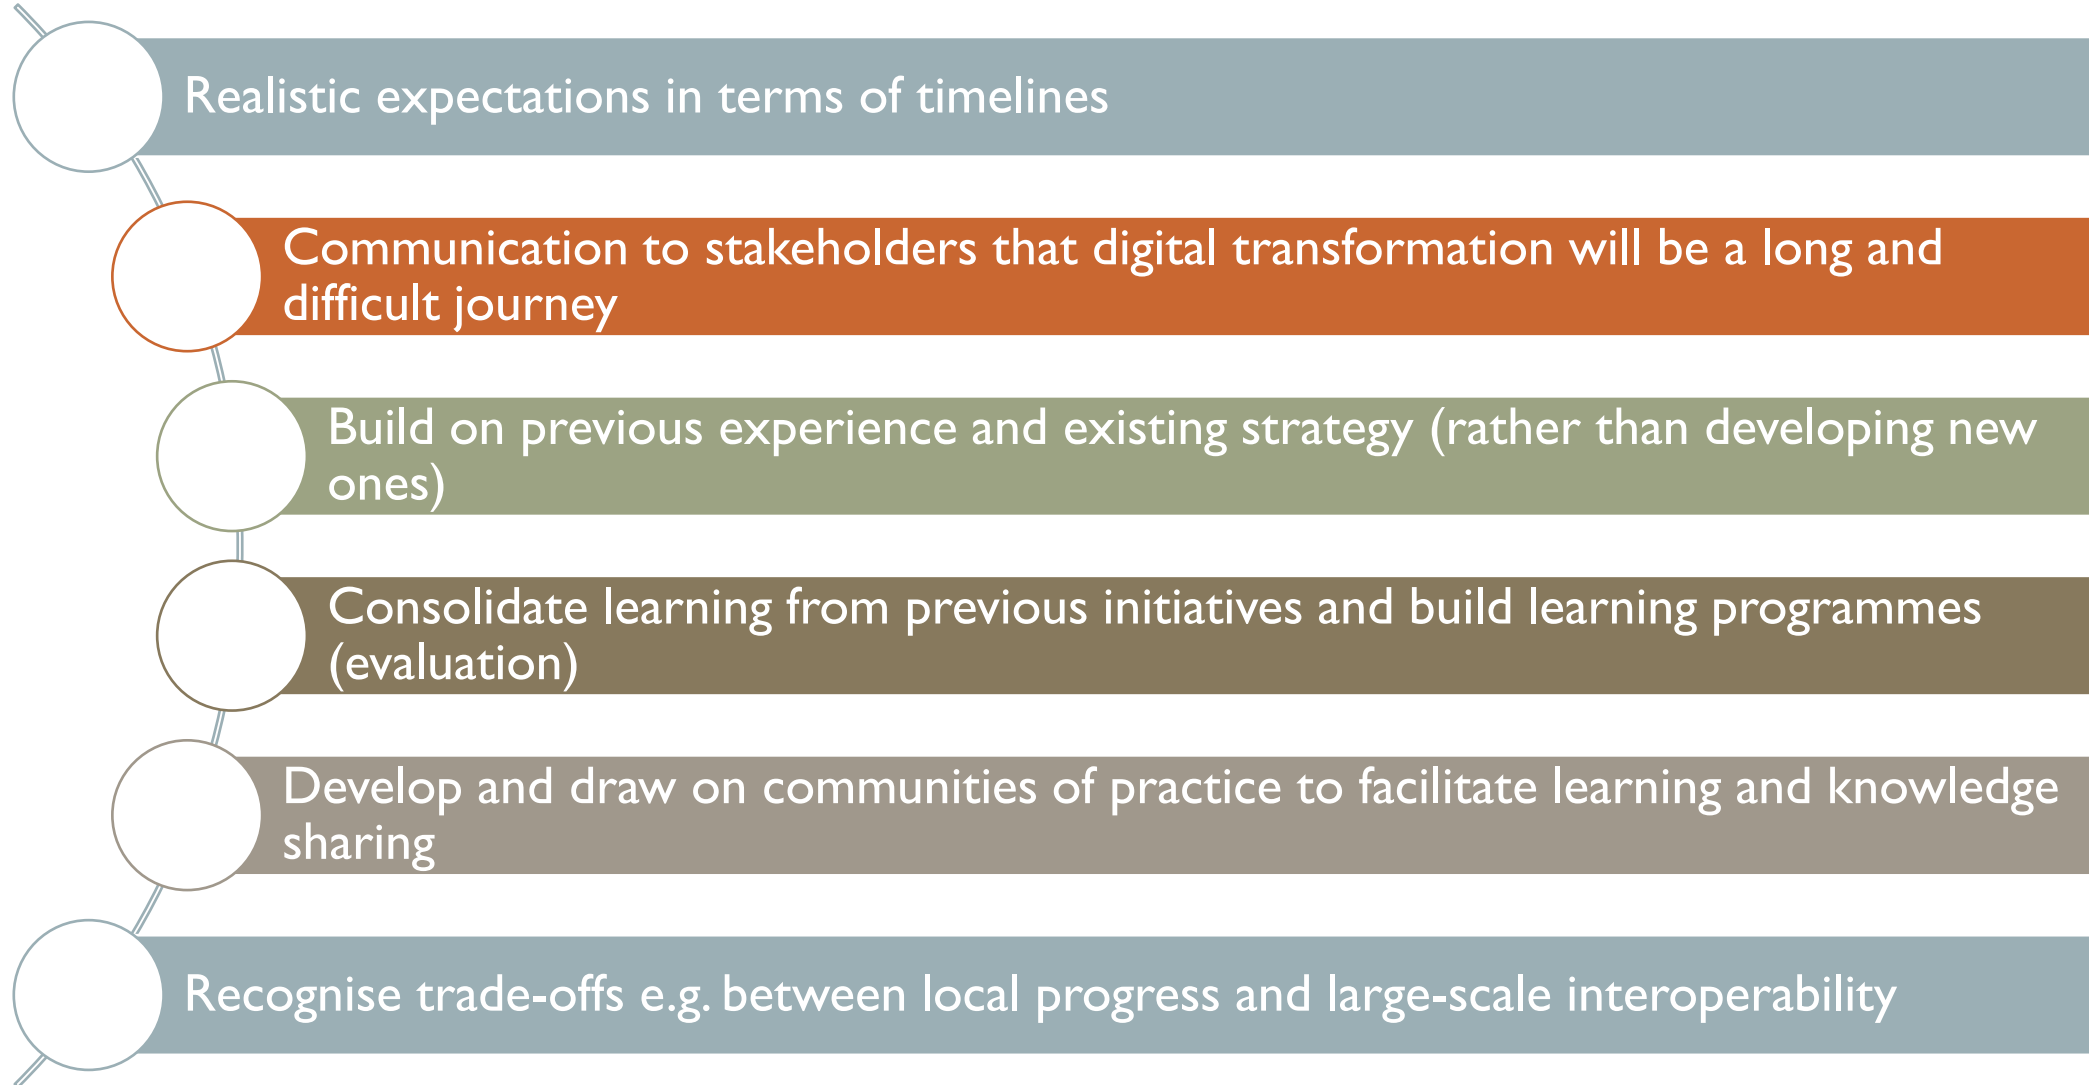 Realistic expectations in terms of timelines
Communication to stakeholders that digital transformation will be a long and
difficult journey
Build on previous experience and existing strategy (rather than developing new
ones)
Consolidate learning from previous initiatives and build learning programmes
(evaluation)
Develop and draw on communities of practice to facilitate learning and knowledge
sharing
Recognise trade-offs e.g. between local progress and large-scale interoperability